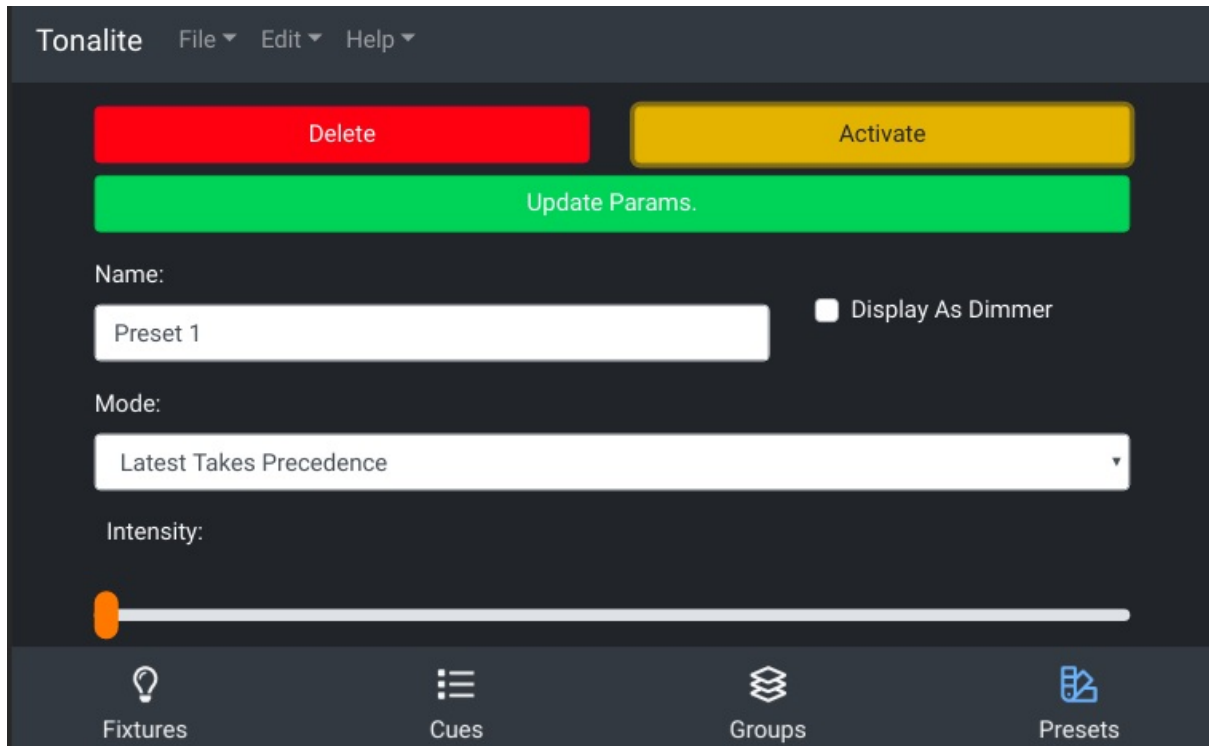 Tonalite File Edit Help
Delete Activate
Update Params.
Name:
Preset 1
Display As Dimmer
Mode:
Latest Takes Precedence
Intensity:
Fixtures Cues Groups Presets